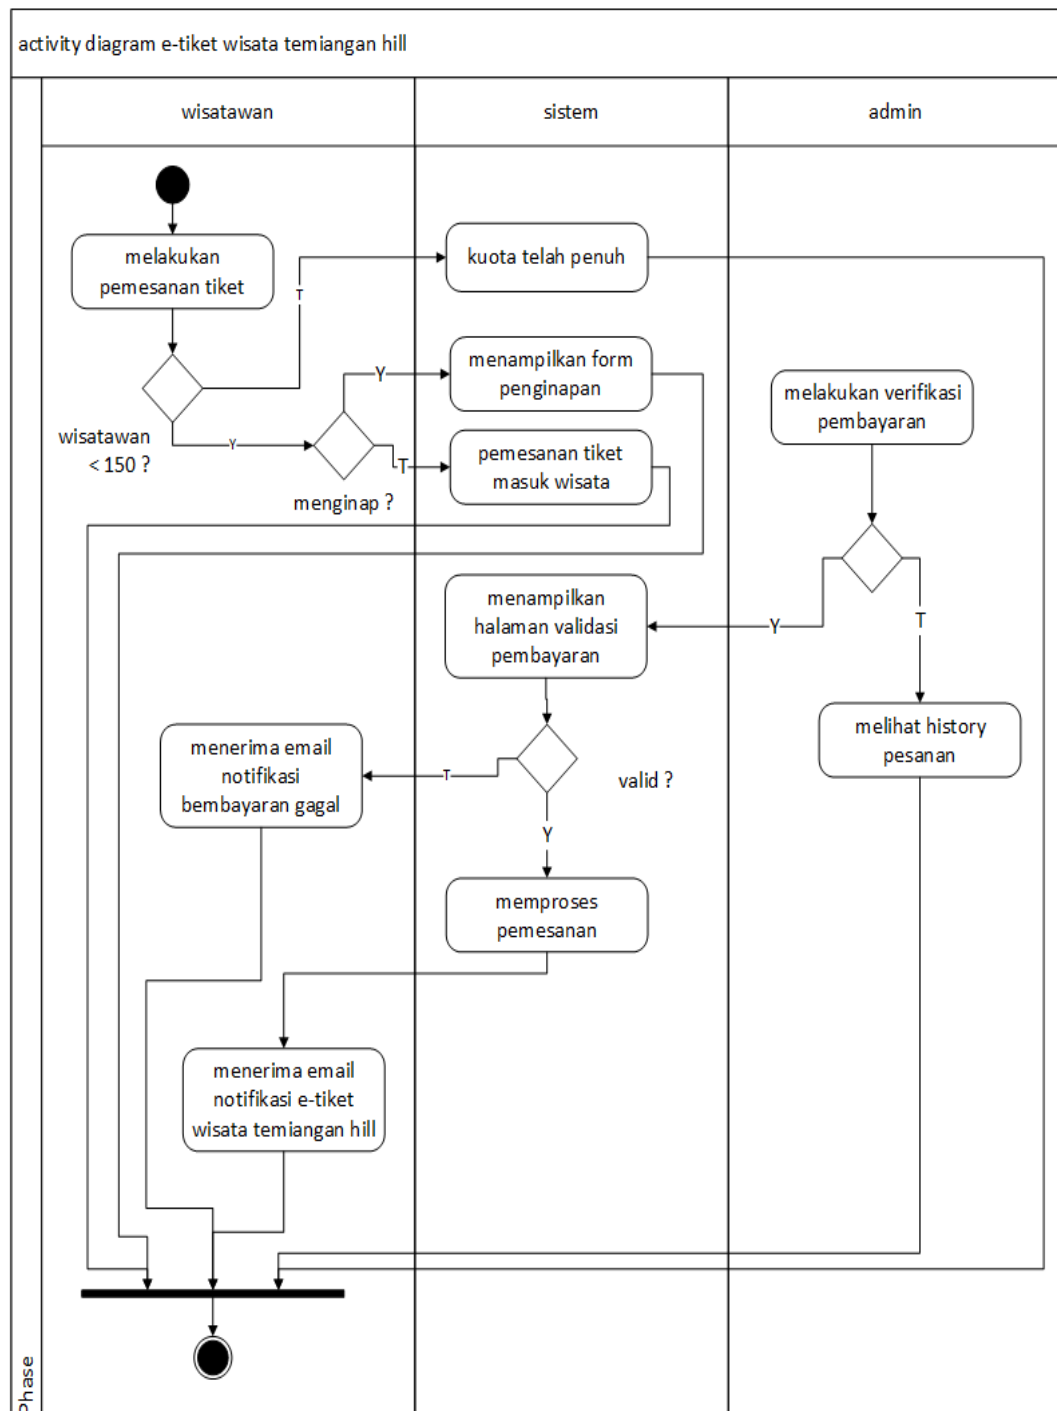 activity diagram e-tiket wisata temiangan hill
wisatawan
sistem
admin
melakukan
pemesanan tiket
kuota telah penuh
T
menampilkan form
penginapan
Y
melakukan verifikasi
pembayaran
wisatawan
< 150 ?
Y
T
pemesanan tiket
masuk wisata
menginap ?
menampilkan
halaman validasi
pembayaran
Y
T
melihat history
pesanan
menerima email
notifikasi
bembayaran gagal
T
valid ?
Y
memproses
pemesanan
menerima email
notifikasi e-tiket
wisata temiangan hill
Phase